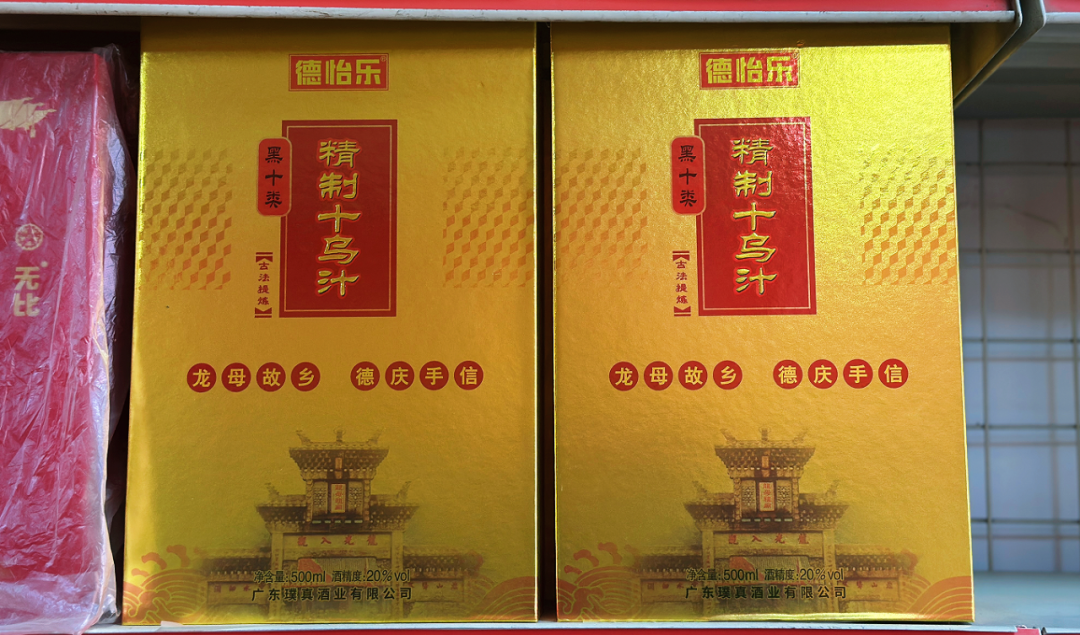 无比
德怡乐
黑十类
精制十乌汁
古法提炼
龙母故乡 德庆手信
净含量:500ml 酒精度:20%vol
广东璞真酒业有限公司
德怡乐
黑十类
精制十乌汁
古法提炼
龙母故乡 德庆手信
净含量:500ml 酒精度:20%vol
广东璞真酒业有限公司